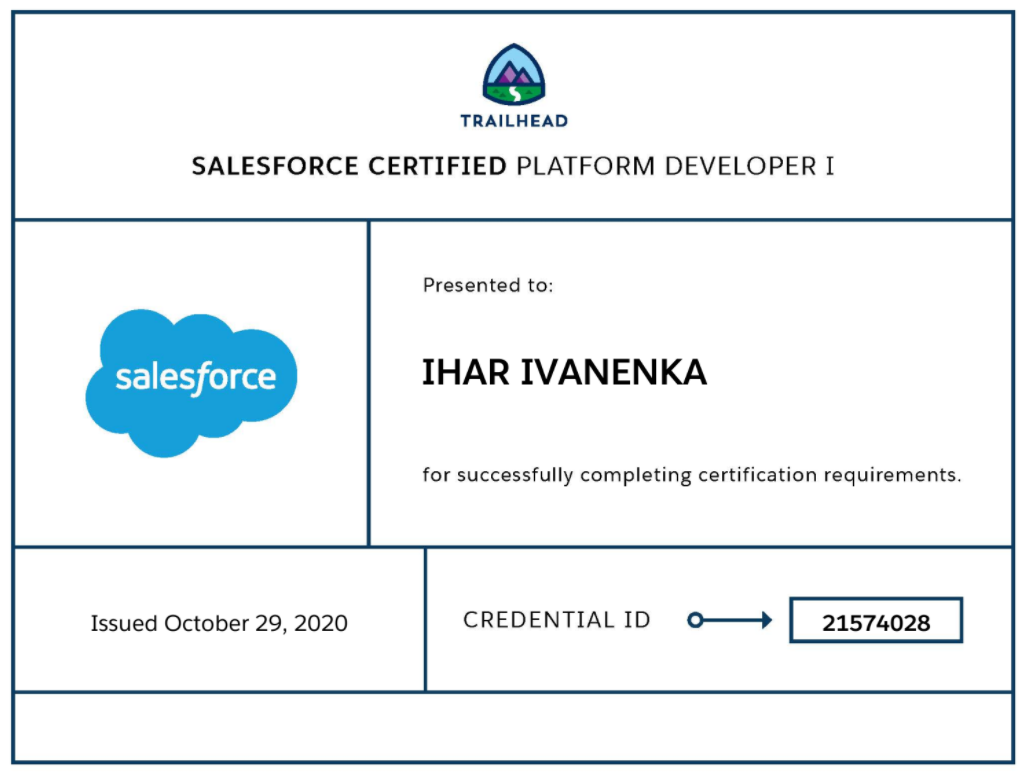 TRAILHEAD
SALESFORCE CERTIFIED PLATFORM DEVELOPER I
salesforce
Presented to:
IHAR IVANENKA
for successfully completing certification requirements.
Issued October 29, 2020
CREDENTIAL ID
21574028